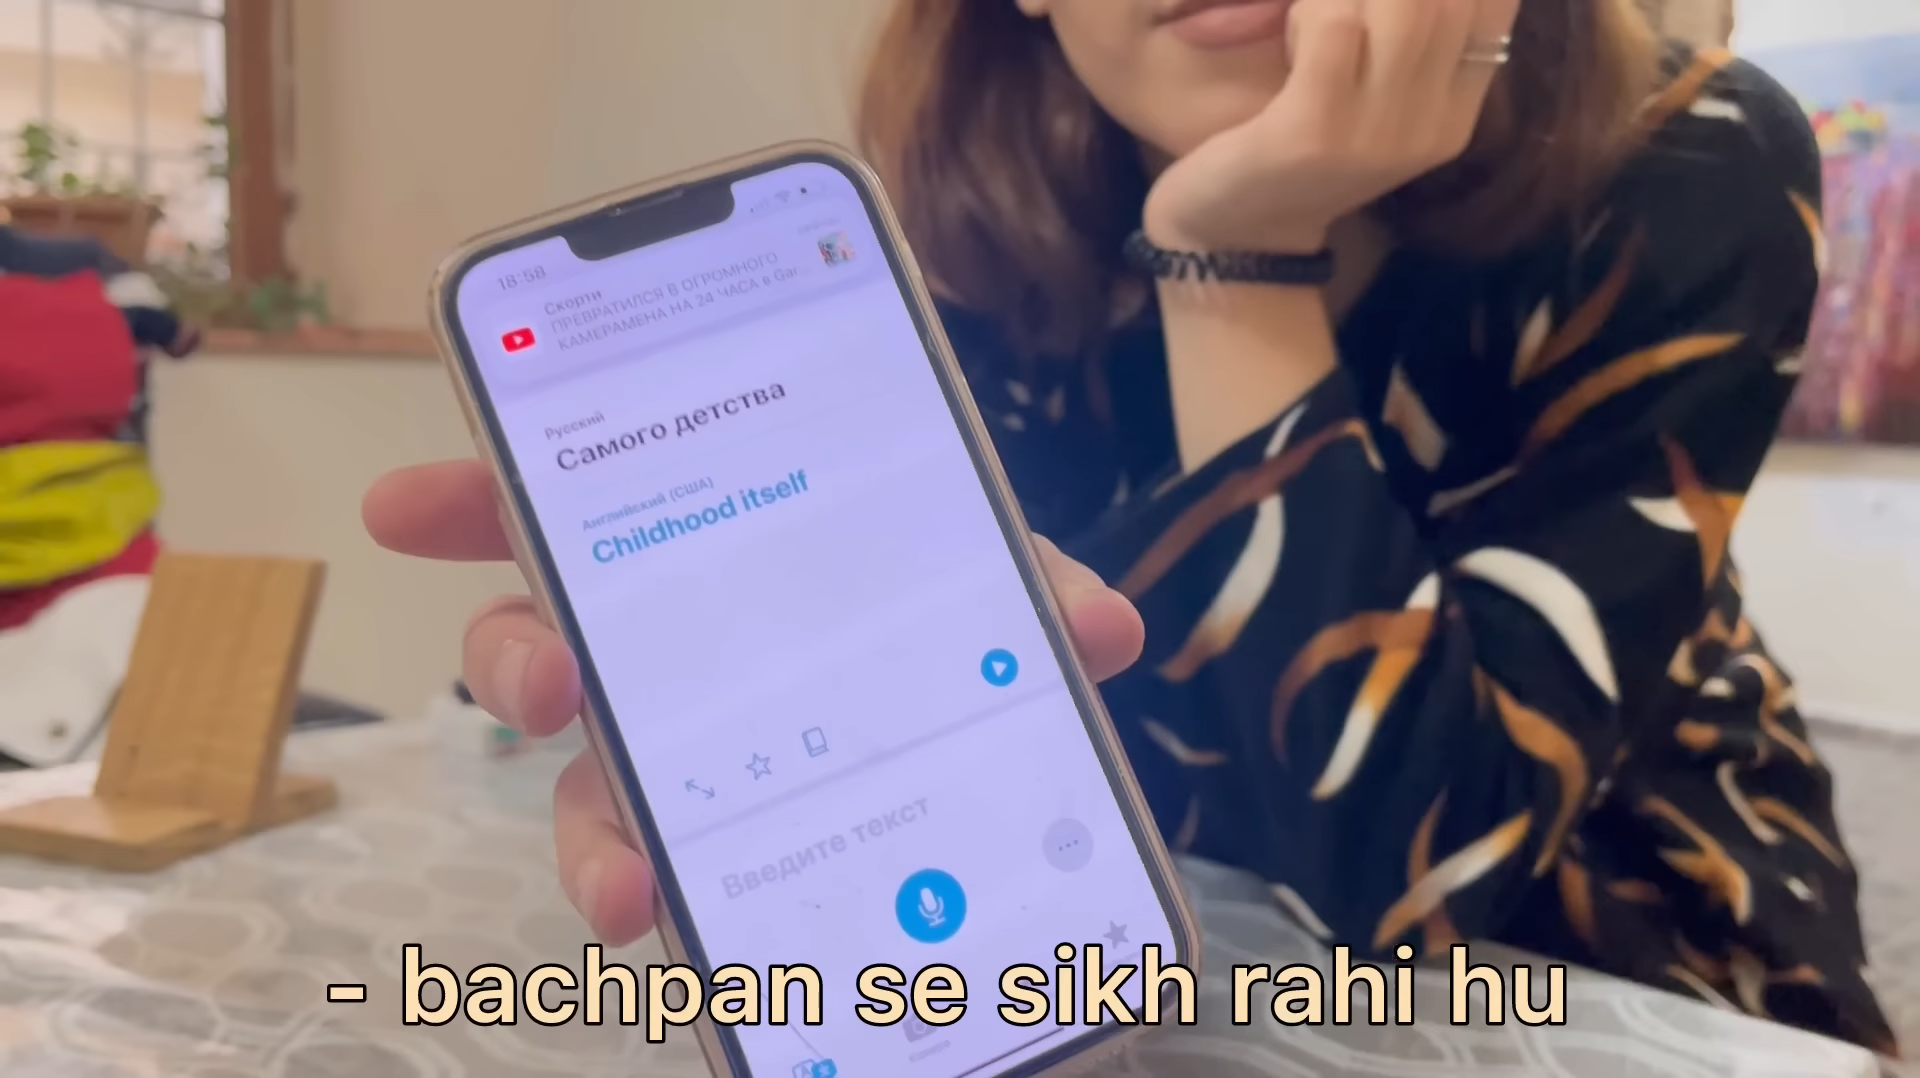 18:58
Скорти
ПРЕВРАТИЛСЯ В ОГРОМНОГО
КАМЕРАМЕНА НА 24 ЧАСА в Gar
Русский
Самого детства
Английский (США)
Childhood itself
Введите текст
- bachpan se sikh rahi hu